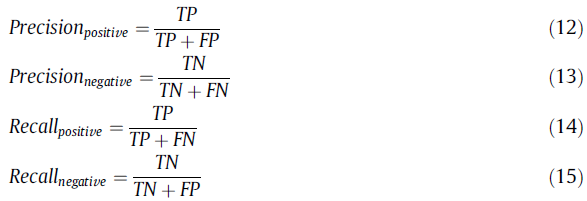 Precision_positive = TP / (TP + FP) (12)
Precision_negative = TN / (TN + FN) (13)
Recall_positive = TP / (TP + FN) (14)
Recall_negative = TN / (TN + FP) (15)